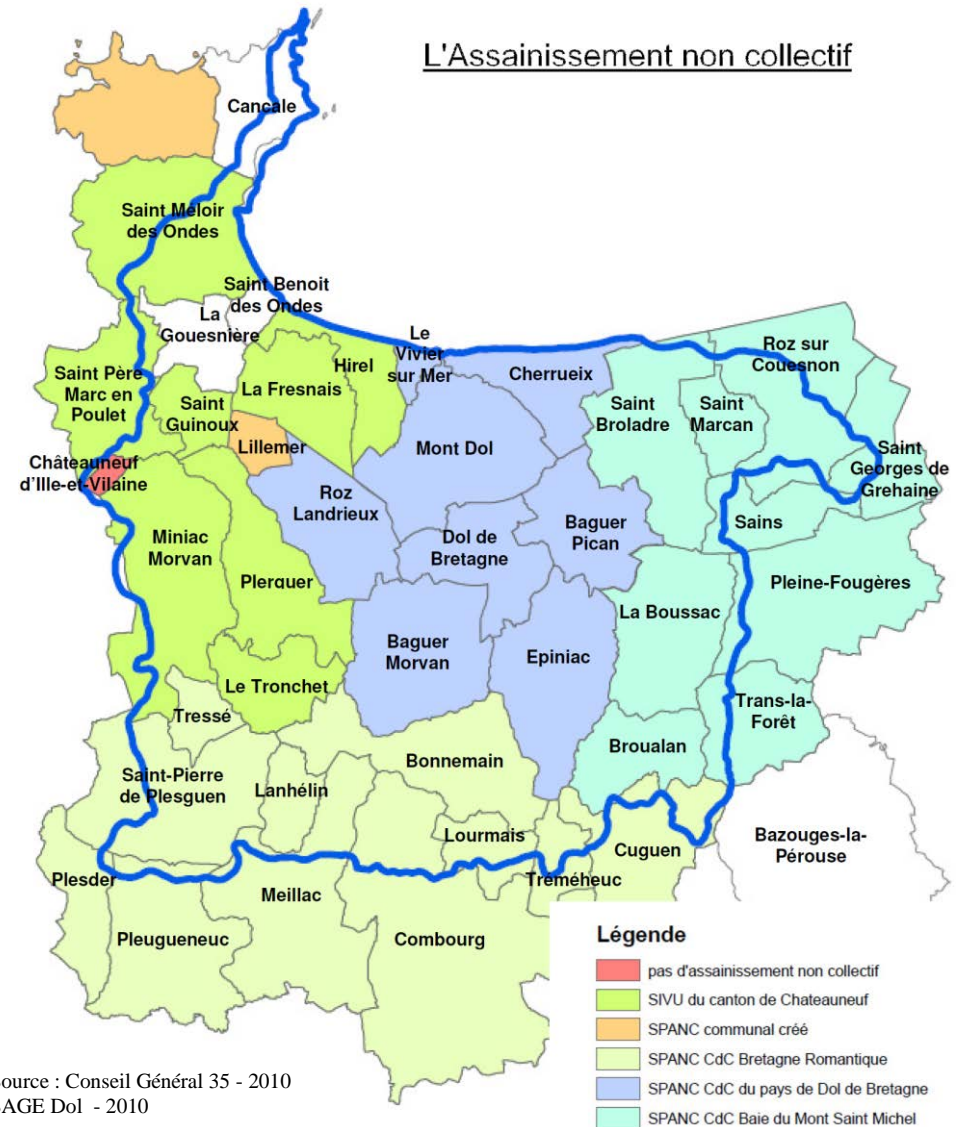 L'Assainissement non collectif
Cancale
Saint Méloir
des Ondes
Saint Benoit
des Ondes
La
Gouesnière
Le
Vivier
sur Mer
Hirel
La Fresnais
Cherrueix
Roz sur
Couesnon
Saint Père
Marc en
Poulet
Saint
Guinoux
Saint
Broladre
Saint
Marcan
Lillemer
Mont Dol
Châteauneuf
d'Ille-et-Vilaine
Saint
Georges de
Grehaine
Roz
Landrieux
Miniac
Morvan
Dol de
Bretagne
Baguer
Pican
Sains
Plerguer
Pleine-Fougères
La Boussac
Baguer
Morvan
Epiniac
Le Tronchet
Trans-la-
Forêt
Tressé
Broualan
Bonnemain
Saint-Pierre
de Plesguen
Lanhélin
Lourmais
Cuguen
Bazouges-la-
Pérouse
Plesder
Tréméheuc
Meillac
Pleugueneuc
Combourg
Légende
pas d'assainissement non collectif
SIVU du canton de Chateauneuf
SPANC communal créé
SPANC CdC Bretagne Romantique
SPANC CdC du pays de Dol de Bretagne
SPANC CdC Baie du Mont Saint Michel
ource : Conseil Général 35 - 2010
AGE Dol - 2010